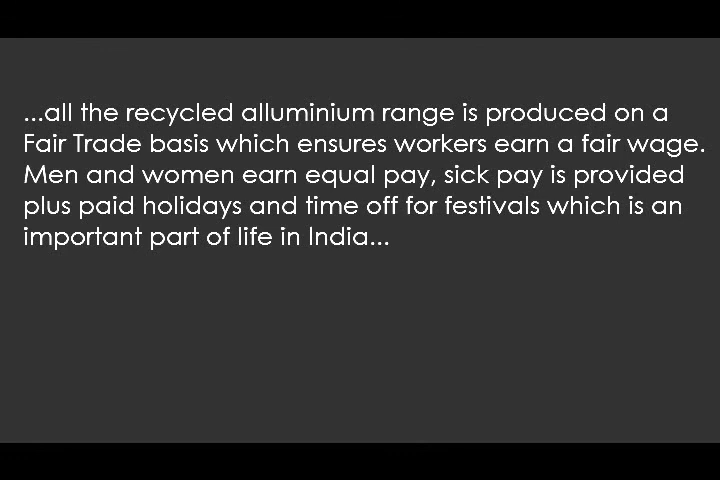 ...all the recycled alluminium range is produced on a
Fair Trade basis which ensures workers earn a fair wage.
Men and women earn equal pay, sick pay is provided
plus paid holidays and time off for festivals which is an
important part of life in India...